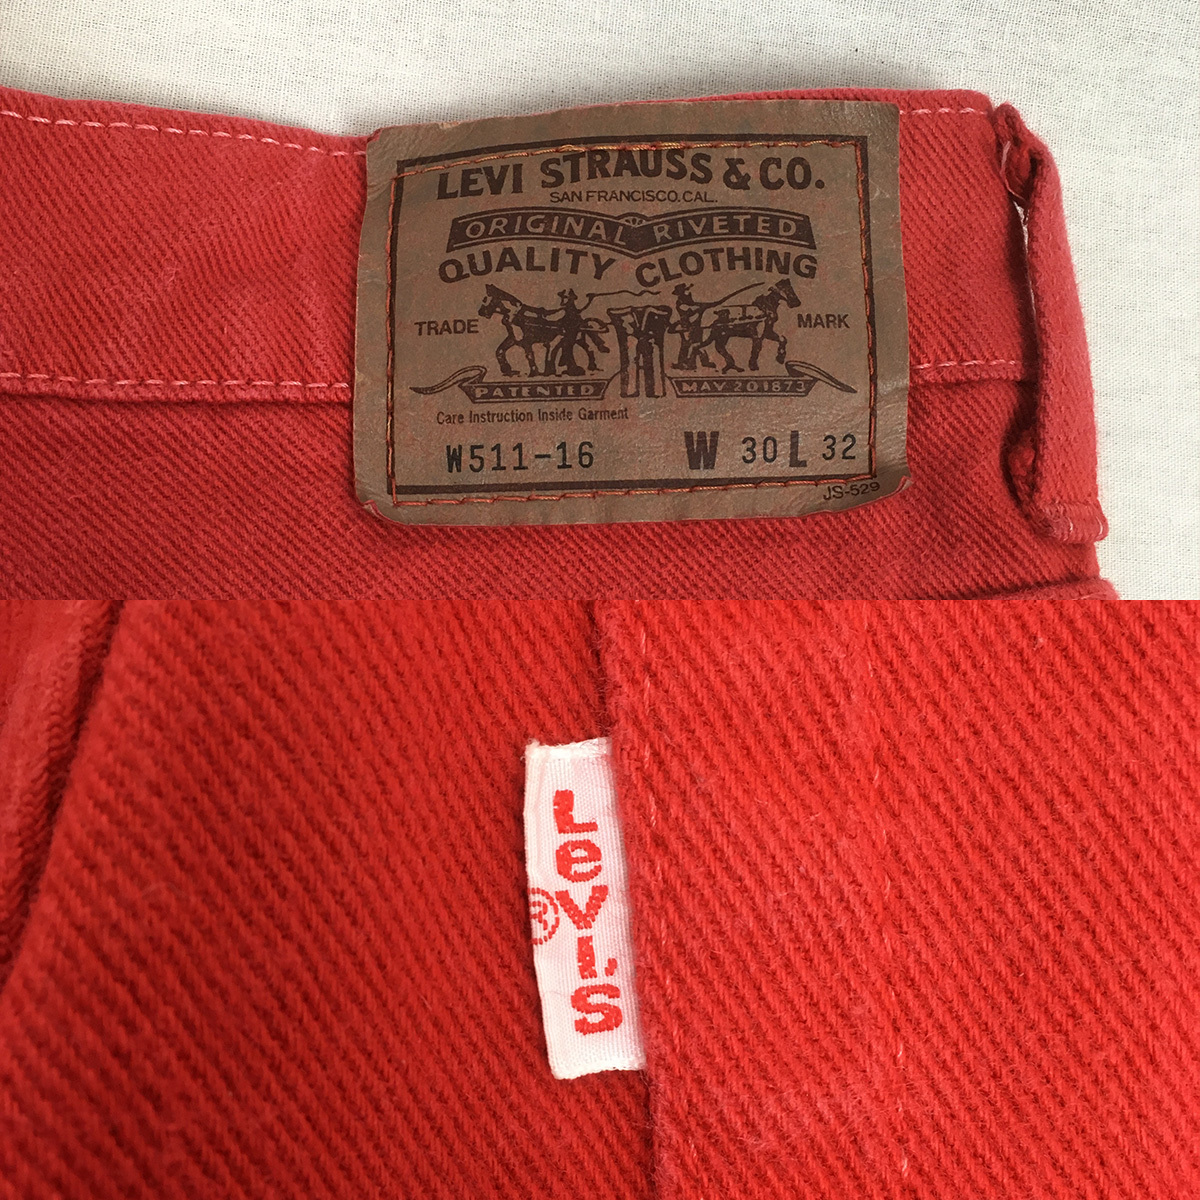 LEVI STRAUSS & CO.
SAN FRANCISCO.CAL.
ORIGINAL RIVETED
QUALITY CLOTHING
TRADE MARK
PATENTED MAY 20 1873
Care Instruction Inside Garment
W511-16 W 30 L 32
JS-529
LeVI'S
®